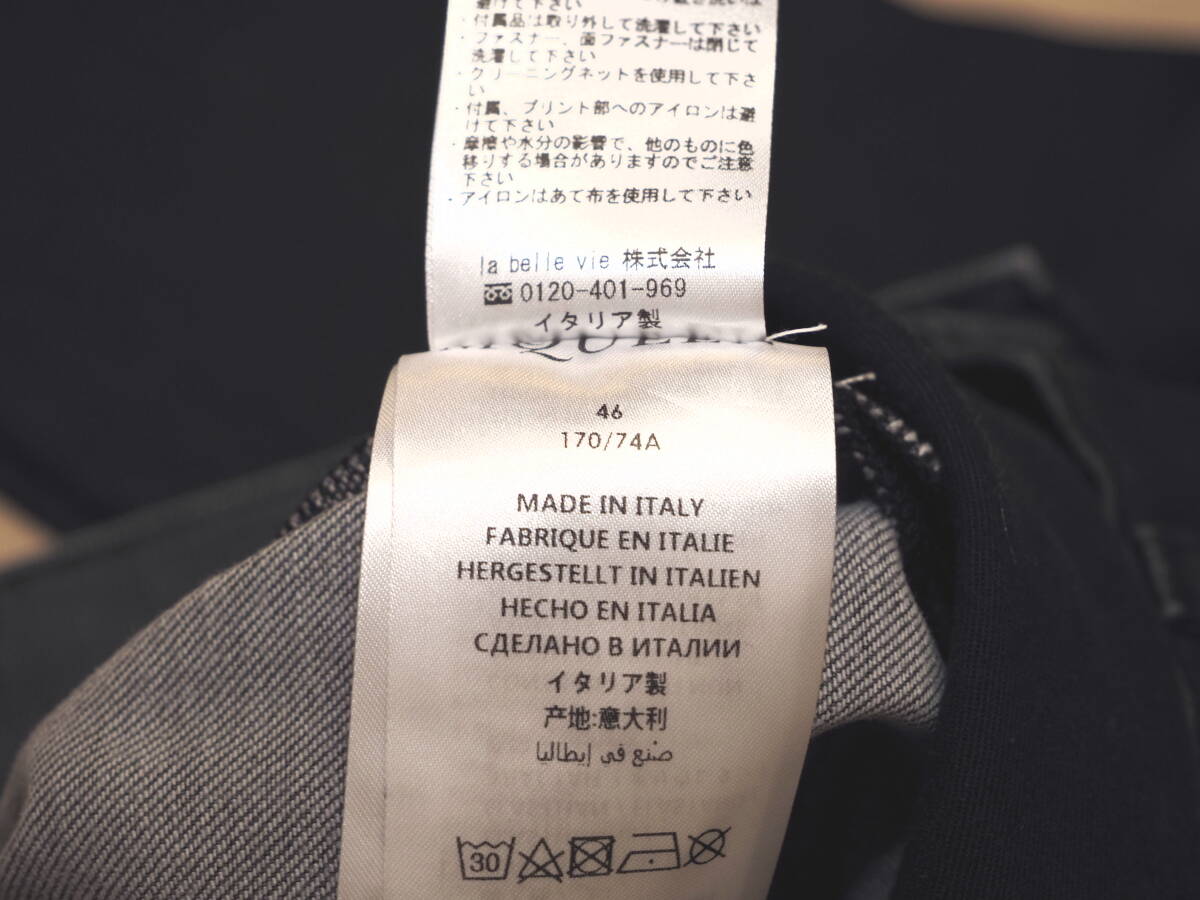 避けて下さい
・付属品は取り外して洗濯して下さい
・ファスナー、面ファスナーは閉じて
洗濯して下さい
・クリーニングネットを使用して下さ
い
・付属、プリント部へのアイロンは避
けて下さい
・摩擦や水分の影響で、他のものに色
移りする場合がありますのでご注意
下さい
・アイロンはあて布を使用して下さい
la belle vie 株式会社
0120-401-969
イタリア製
46
170/74A
MADE IN ITALY
FABRIQUE EN ITALIE
HERGESTELLT IN ITALIEN
HECHO EN ITALIA
СДЕЛАНО В ИТАЛИИ
イタリア製
产地:意大利
صنع في إيطاليا
30